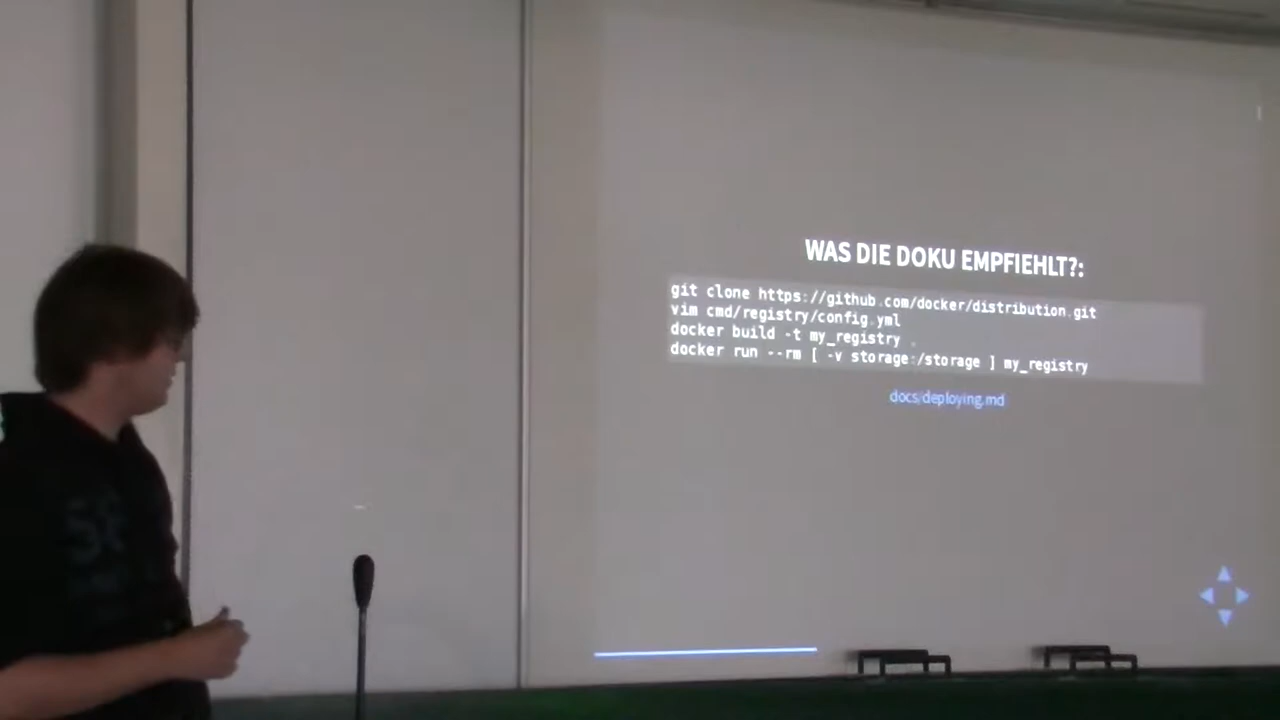 WAS DIE DOKU EMPFIEHLT?:
git clone https://github.com/docker/distribution.git
vim cmd/registry/config.yml
docker build -t my_registry .
docker run --rm [ -v storage:/storage ] my_registry
docs/deploying.md